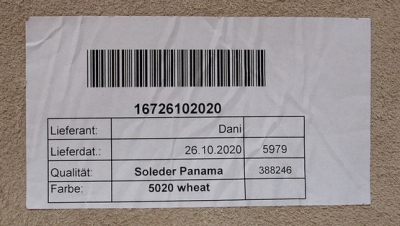 16726102020
Lieferant: Dani
Lieferdat.: 26.10.2020 5979
Qualität: Soleder Panama 388246
Farbe: 5020 wheat